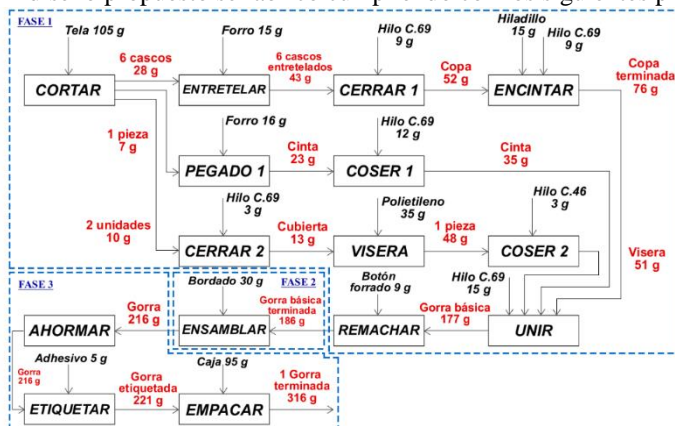 FASE 1
Tela 105 g
Forro 15 g
Hilo C.69
9 g
Hiladillo
15 g
Hilo C.69
9 g
6 cascos
28 g
6 cascos
entretelados
43 g
Copa
52 g
Copa
terminada
76 g
CORTAR
ENTRETELAR
CERRAR 1
ENCINTAR
1 pieza
7 g
Forro 16 g
Hilo C.69
12 g
Cinta
23 g
Cinta
35 g
PEGADO 1
COSER 1
2 unidades
10 g
Hilo C.69
3 g
Polietileno
35 g
Hilo C.46
3 g
Cubierta
13 g
1 pieza
48 g
Visera
51 g
CERRAR 2
VISERA
COSER 2
FASE 3
FASE 2
Bordado 30 g
Botón
forrado 9 g
Hilo C.69
15 g
Gorra
216 g
Gorra básica
terminada
186 g
Gorra básica
177 g
AHORMAR
ENSAMBLAR
REMACHAR
UNIR
Adhesivo 5 g
Caja 95 g
Gorra
216 g
Gorra
etiquetada
221 g
1 Gorra
terminada
316 g
ETIQUETAR
EMPACAR